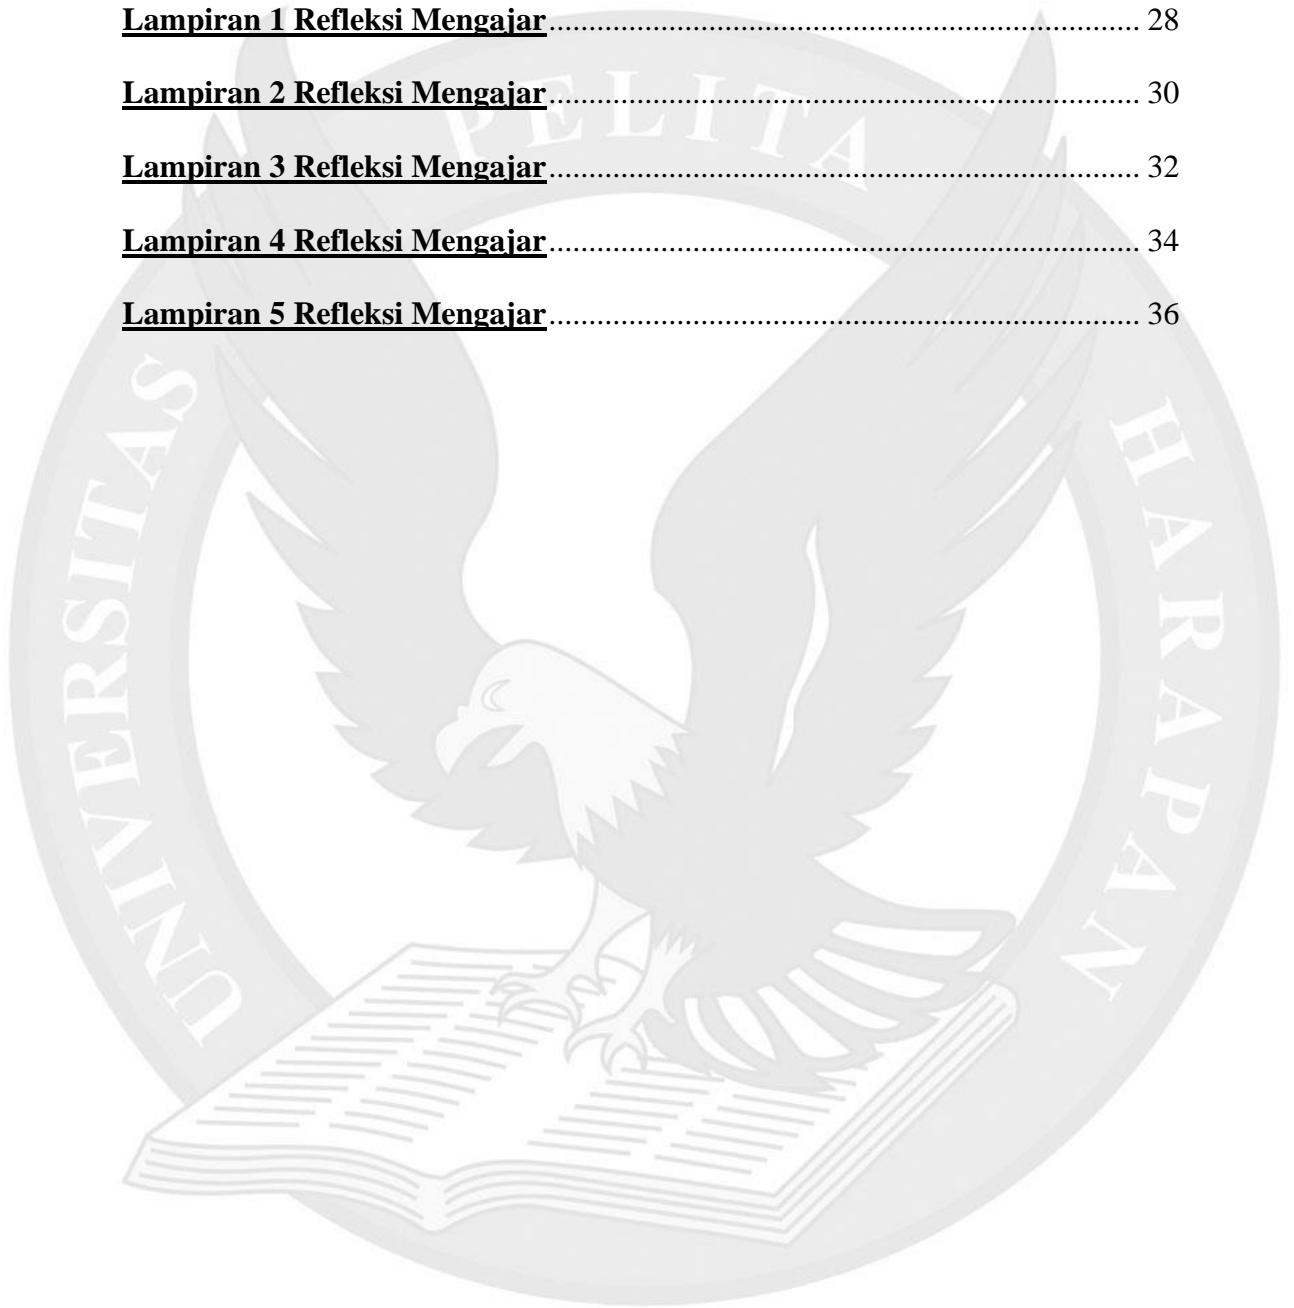 Lampiran 1 Refleksi Mengajar.......................................................................... 28
Lampiran 2 Refleksi Mengajar.......................................................................... 30
Lampiran 3 Refleksi Mengajar.......................................................................... 32
Lampiran 4 Refleksi Mengajar.......................................................................... 34
Lampiran 5 Refleksi Mengajar.......................................................................... 36
UNIVERSITAS PELITA HARAPAN